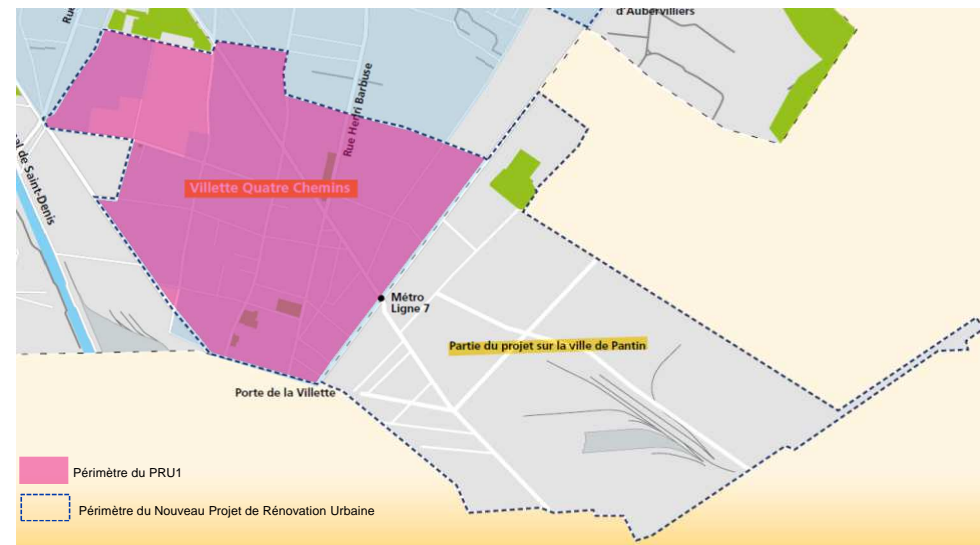 Rue
d'Aubervilliers
Rue Henri Barbuse
al de Saint-Denis
Villette Quatre Chemins
Métro
Ligne 7
Partie du projet sur la ville de Pantin
Porte de la Villette
Périmètre du PRU1
Périmètre du Nouveau Projet de Rénovation Urbaine